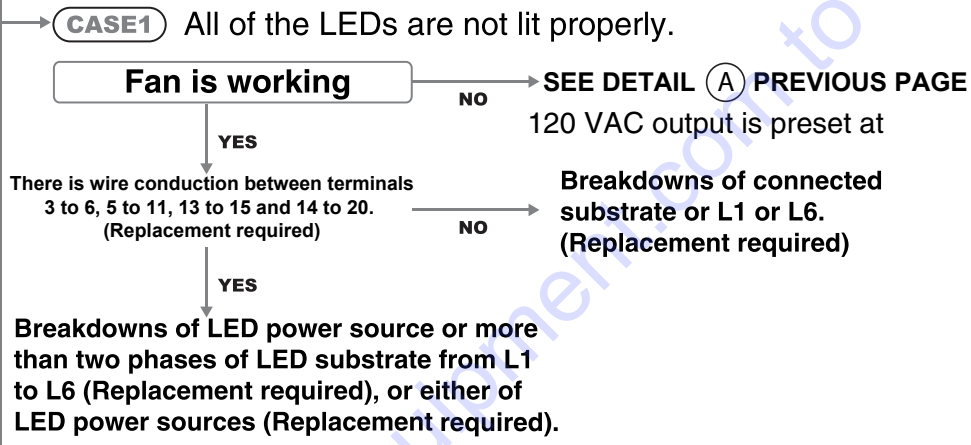 CASE1 All of the LEDs are not lit properly.
Fan is working
NO
SEE DETAIL A PREVIOUS PAGE
120 VAC output is preset at
YES
There is wire conduction between terminals
3 to 6, 5 to 11, 13 to 15 and 14 to 20.
(Replacement required)
NO
Breakdowns of connected
substrate or L1 or L6.
(Replacement required)
YES
Breakdowns of LED power source or more
than two phases of LED substrate from L1
to L6 (Replacement required), or either of
LED power sources (Replacement required).
uipment.com to